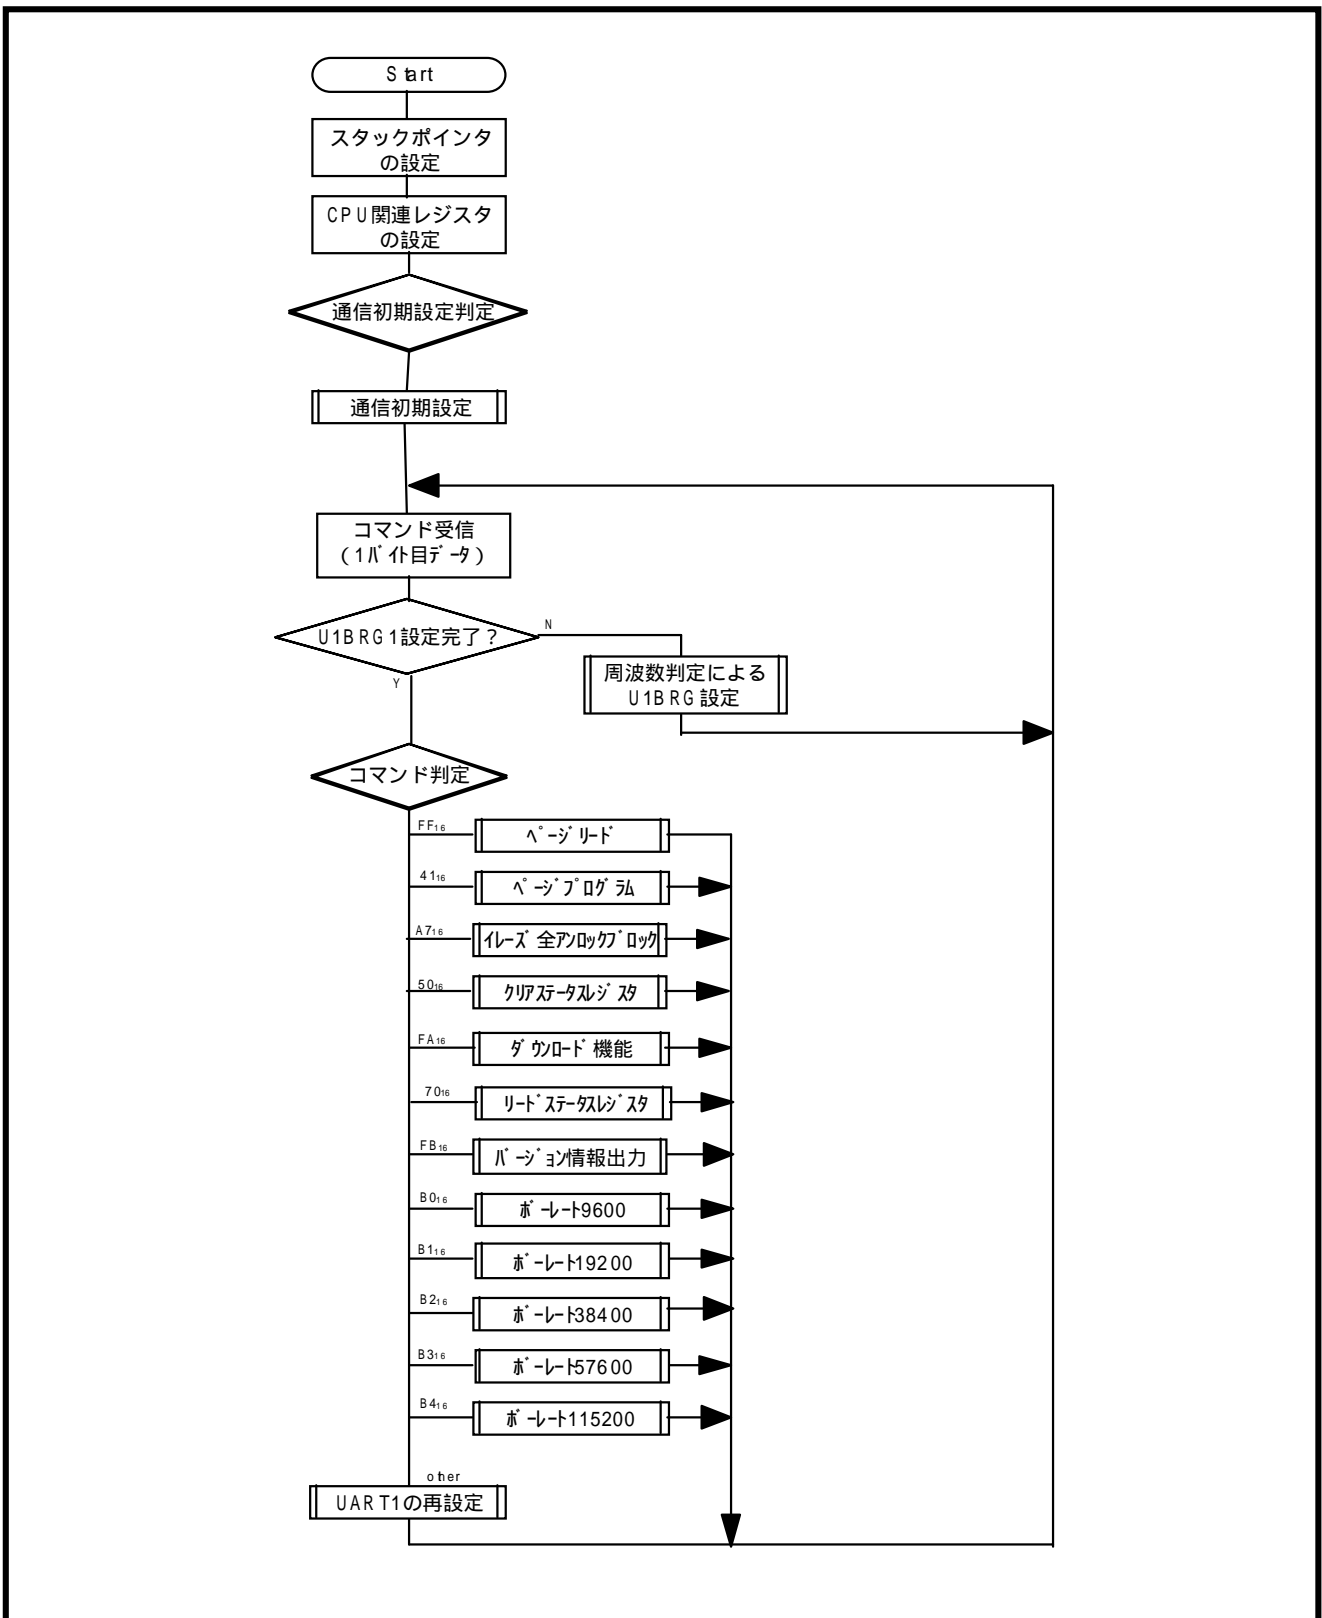 Start
スタックポインタ
の設定
CPU関連レジスタ
の設定
通信初期設定判定
通信初期設定
コマンド受信
(1ﾊﾞｲﾄ目ﾃﾞｰﾀ)
U1BRG1設定完了?
N
周波数判定による
U1BRG設定
Y
コマンド判定
FF₁₆
ﾍﾟｰｼﾞﾘｰﾄﾞ
41₁₆
ﾍﾟｰｼﾞﾌﾟﾛｸﾞﾗﾑ
A7₁₆
ｲﾚｰｽﾞ全ｱﾝﾛｯｸﾌﾞﾛｯｸ
50₁₆
ｸﾘｱｽﾃｰﾀｽﾚｼﾞｽﾀ
FA₁₆
ﾀﾞｳﾝﾛｰﾄﾞ機能
70₁₆
ﾘｰﾄﾞｽﾃｰﾀｽﾚｼﾞｽﾀ
FB₁₆
ﾊﾞｰｼﾞｮﾝ情報出力
B0₁₆
ﾎﾞｰﾚｰﾄ9600
B1₁₆
ﾎﾞｰﾚｰﾄ19200
B2₁₆
ﾎﾞｰﾚｰﾄ38400
B3₁₆
ﾎﾞｰﾚｰﾄ57600
B4₁₆
ﾎﾞｰﾚｰﾄ115200
other
UART1の再設定